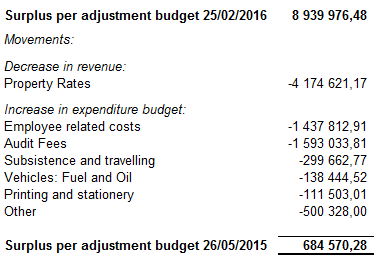 Surplus per adjustment budget 25/02/2016 8 939 976,48
Movements:
Decrease in revenue:
Property Rates -4 174 621,17
Increase in expenditure budget:
Employee related costs -1 437 812,91
Audit Fees -1 593 033,81
Subsistence and travelling -299 662,77
Vehicles: Fuel and Oil -138 444,52
Printing and stationery -111 503,01
Other -500 328,00
Surplus per adjustment budget 26/05/2015 684 570,28